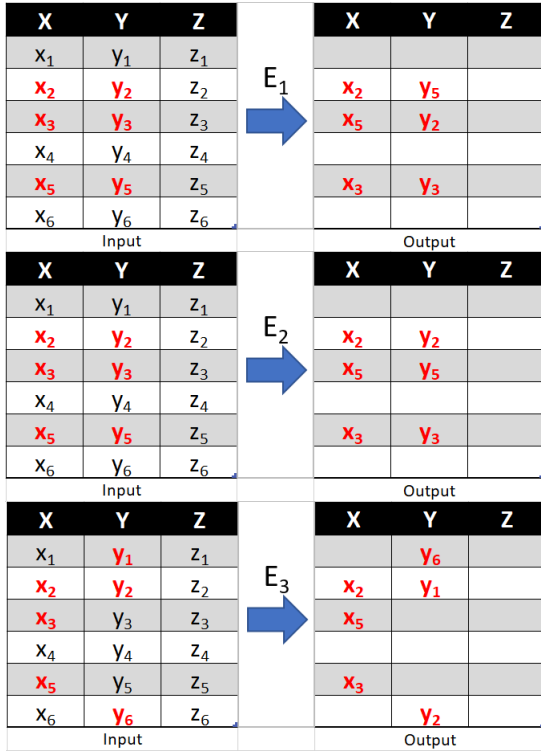 X Y Z X Y Z
x₁ y₁ z₁
x₂ y₂ z₂ E₁ x₂ y₅
x₃ y₃ z₃ x₅ y₂
x₄ y₄ z₄
x₅ y₅ z₅ x₃ y₃
x₆ y₆ z₆
Input Output
X Y Z X Y Z
x₁ y₁ z₁
x₂ y₂ z₂ E₂ x₂ y₂
x₃ y₃ z₃ x₅ y₅
x₄ y₄ z₄
x₅ y₅ z₅ x₃ y₃
x₆ y₆ z₆
Input Output
X Y Z X Y Z
x₁ y₁ z₁ y₆
x₂ y₂ z₂ E₃ x₂ y₁
x₃ y₃ z₃ x₅
x₄ y₄ z₄
x₅ y₅ z₅ x₃
x₆ y₆ z₆ y₂
Input Output